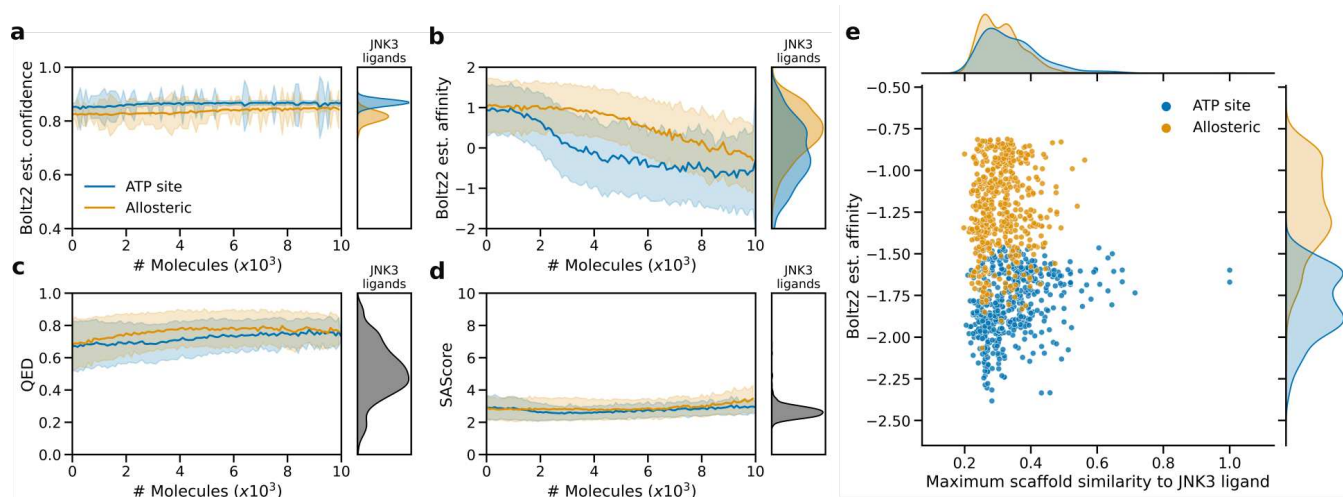 a
Boltz2 est. confidence
1.0
0.8
0.6
0.4
ATP site
Allosteric
0 2 4 6 8 10
# Molecules (x10³)
JNK3
ligands
b
Boltz2 est. affinity
2
1
0
−1
−2
0 2 4 6 8 10
# Molecules (x10³)
JNK3
ligands
c
QED
1.0
0.8
0.6
0.4
0.2
0.0
0 2 4 6 8 10
# Molecules (x10³)
JNK3
ligands
d
SAScore
10
8
6
4
2
0
0 2 4 6 8 10
# Molecules (x10³)
JNK3
ligands
e
Boltz2 est. affinity
−0.50
−0.75
−1.00
−1.25
−1.50
−1.75
−2.00
−2.25
−2.50
ATP site
Allosteric
0.2 0.4 0.6 0.8 1.0
Maximum scaffold similarity to JNK3 ligand